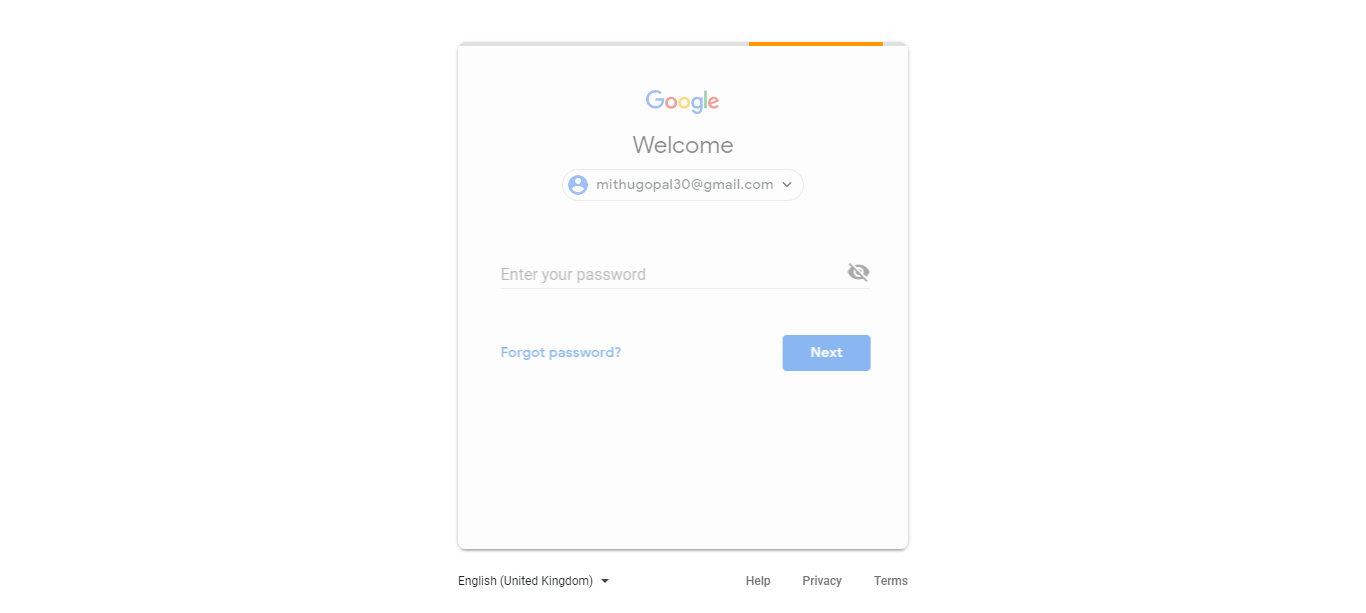 Google
Welcome
mithugopal30@gmail.com
Enter your password
Forgot password?
Next
English (United Kingdom)
Help
Privacy
Terms